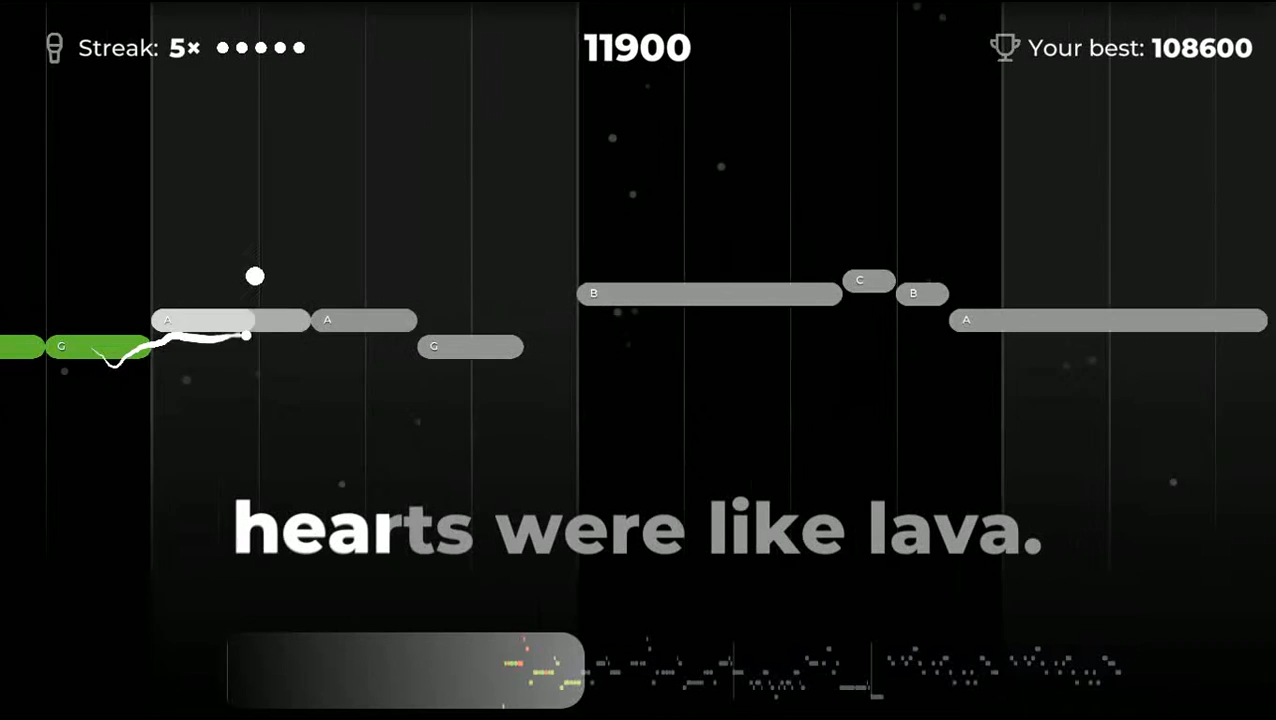 Streak: 5× 11900 Your best: 108600
C
B B
A A A
G G
hearts were like lava.